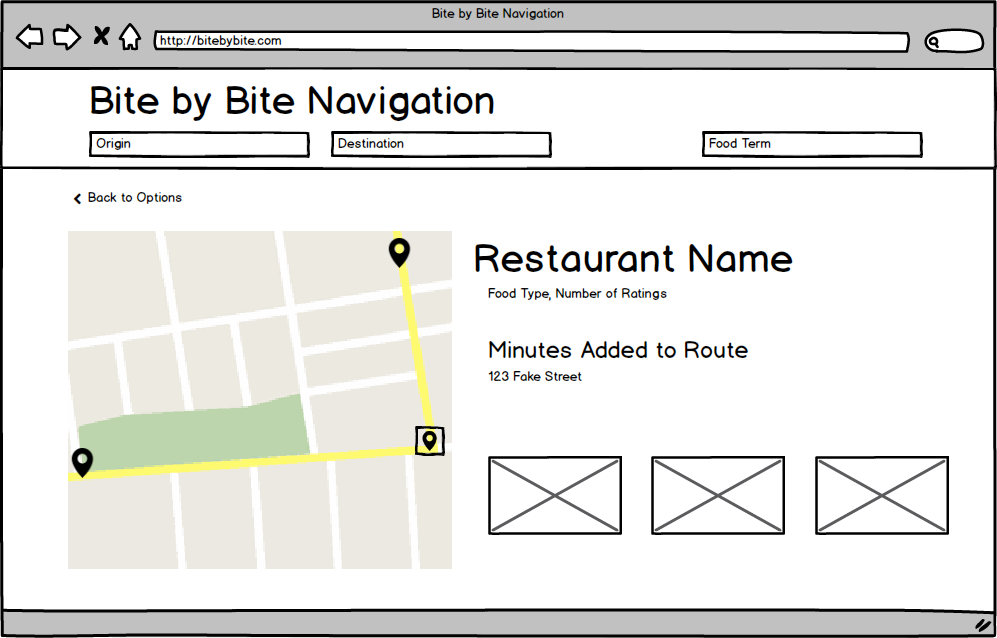 Bite by Bite Navigation
http://bitebybite.com
Bite by Bite Navigation
Origin
Destination
Food Term
Back to Options
Restaurant Name
Food Type, Number of Ratings
Minutes Added to Route
123 Fake Street